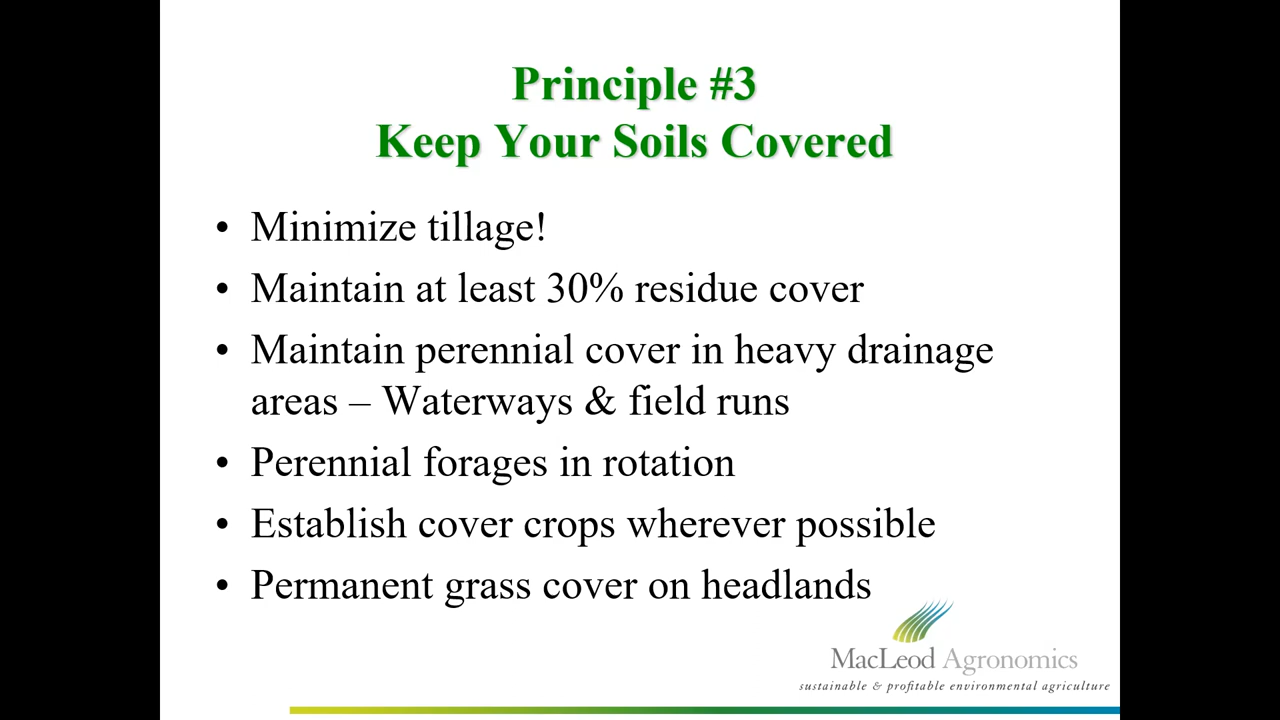 Principle #3
Keep Your Soils Covered
• Minimize tillage!
• Maintain at least 30% residue cover
• Maintain perennial cover in heavy drainage
areas – Waterways & field runs
• Perennial forages in rotation
• Establish cover crops wherever possible
• Permanent grass cover on headlands
MacLeod Agronomics
sustainable & profitable environmental agriculture